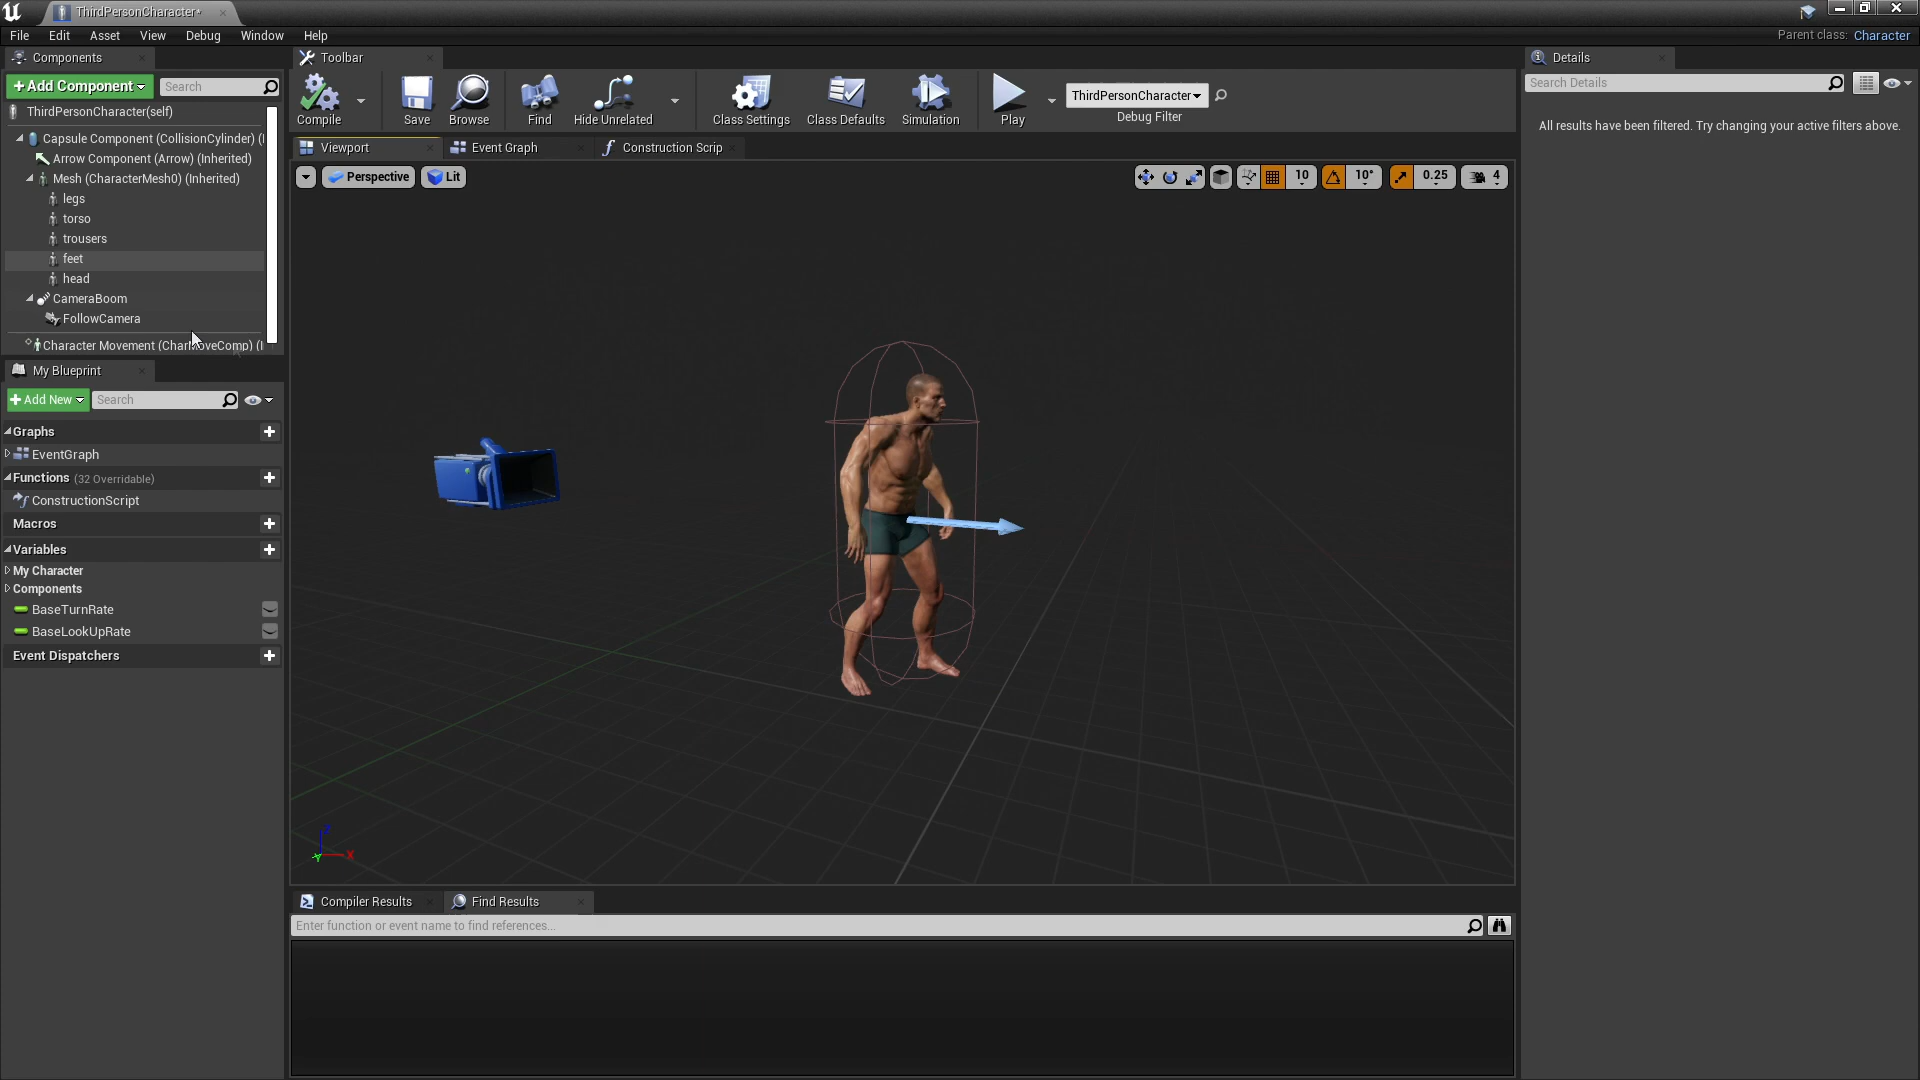 ThirdPersonCharacter*
File Edit Asset View Debug Window Help
Parent class: Character
Components
+Add Component
Search
ThirdPersonCharacter(self)
Capsule Component (CollisionCylinder) (I
Arrow Component (Arrow) (Inherited)
Mesh (CharacterMesh0) (Inherited)
legs
torso
trousers
feet
head
CameraBoom
FollowCamera
Character Movement (CharMoveComp) (I
My Blueprint
+Add New
Search
Graphs
EventGraph
Functions (32 Overridable)
ConstructionScript
Macros
Variables
My Character
Components
BaseTurnRate
BaseLookUpRate
Event Dispatchers
Toolbar
Compile
Save
Browse
Find
Hide Unrelated
Class Settings
Class Defaults
Simulation
Play
ThirdPersonCharacter
Debug Filter
Viewport
Event Graph
Construction Scrip
Perspective
Lit
10
10°
0.25
4
Z
X
Y
Compiler Results
Find Results
Enter function or event name to find references...
Details
Search Details
All results have been filtered. Try changing your active filters above.